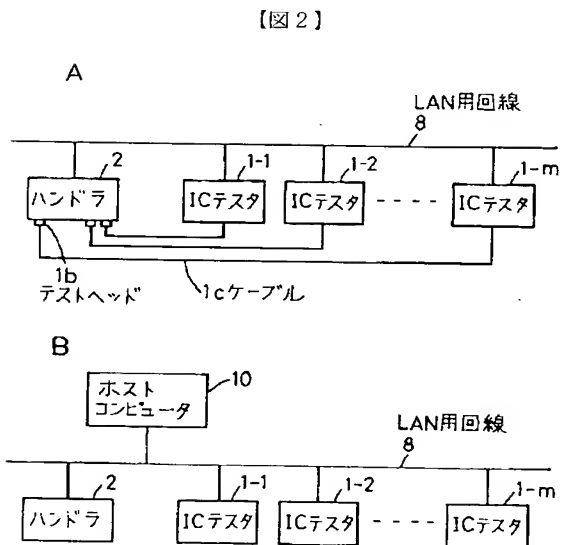 【図2】
A
LAN用回線
8
2
1-1
1-2
1-m
ハンドラ
ICテスタ
ICテスタ
ICテスタ
1b
テストヘッド
1cケーブル
B
ホスト
コンピュータ
10
LAN用回線
8
2
1-1
1-2
1-m
ハンドラ
ICテスタ
ICテスタ
ICテスタ